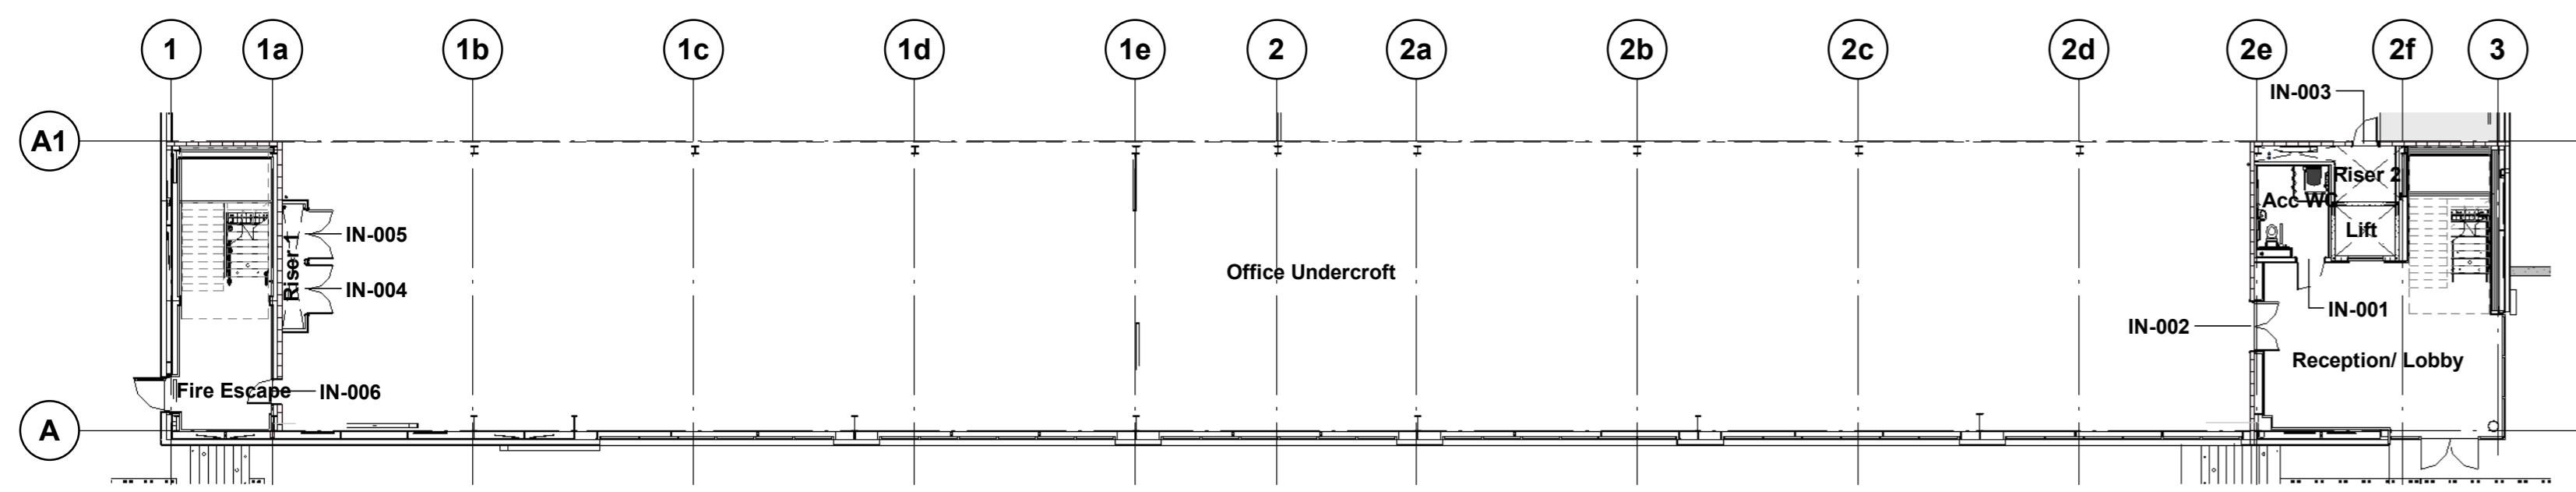 1 1a 1b 1c 1d 1e 2 2a 2b 2c 2d 2e 2f 3
IN-003
A1
Riser 2
Acc WC
IN-005
Lift
Riser 1
Office Undercroft
IN-004
IN-001
IN-002
Reception/ Lobby
Fire Escape
IN-006
A